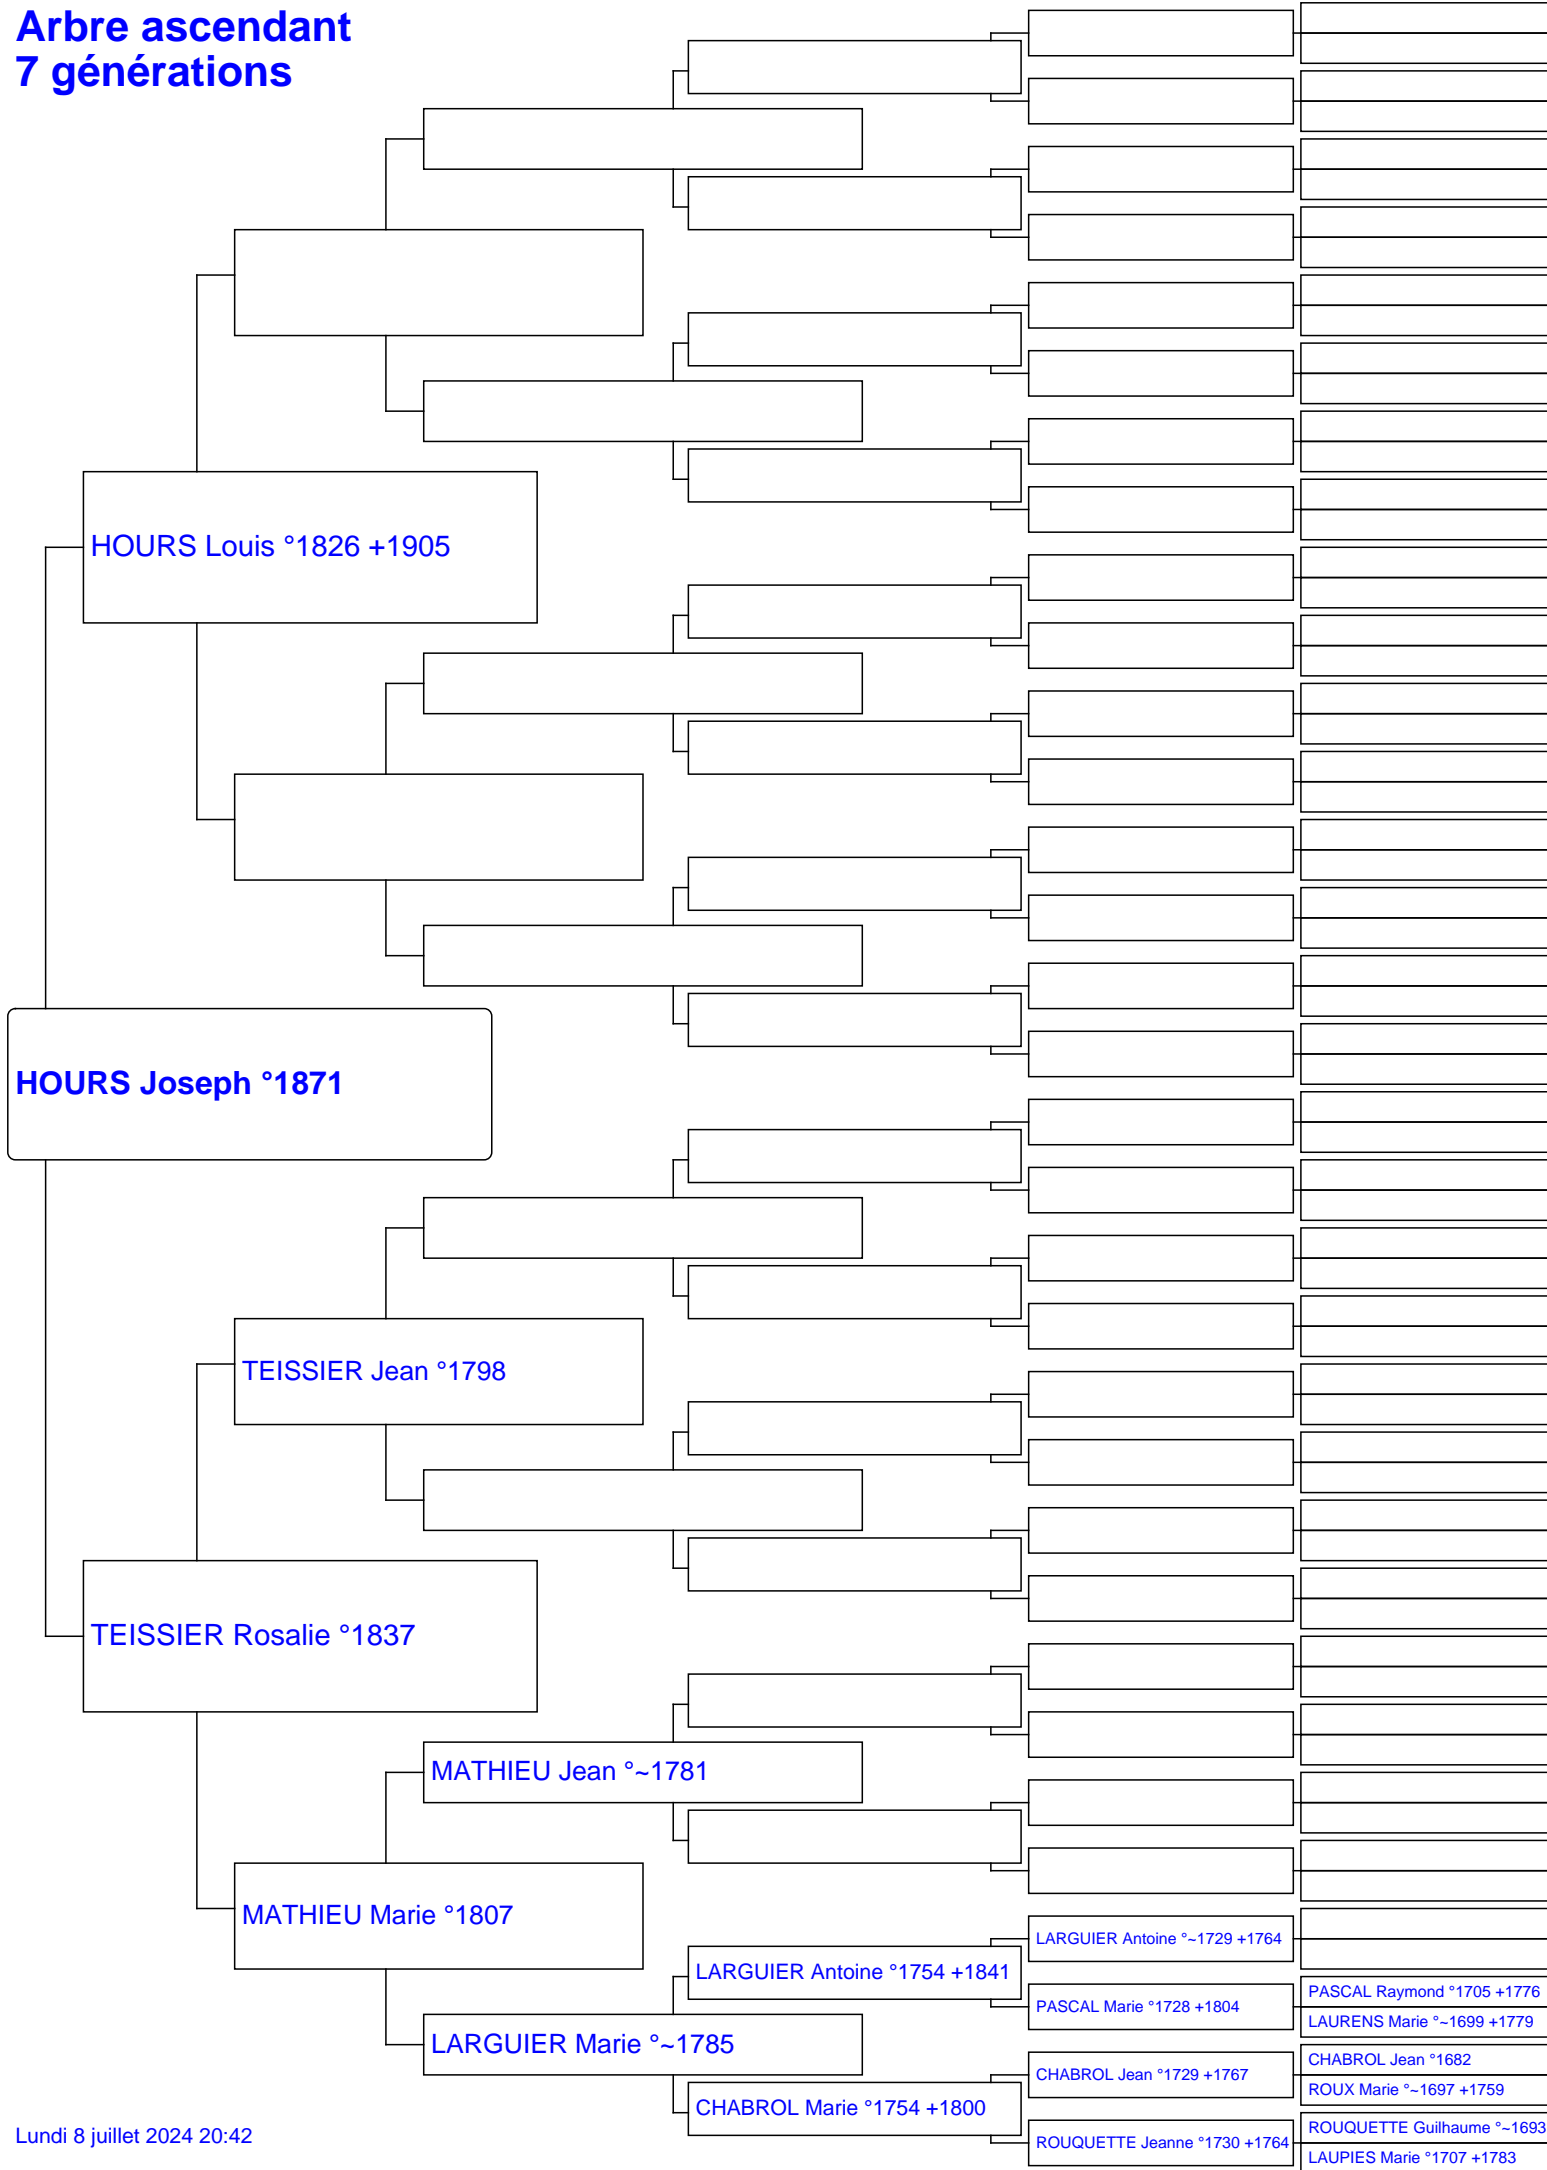 Arbre ascendant
7 générations
HOURS Louis °1826 +1905
HOURS Joseph °1871
TEISSIER Jean °1798
TEISSIER Rosalie °1837
MATHIEU Jean °~1781
MATHIEU Marie °1807
LARGUIER Antoine °~1729 +1764
LARGUIER Antoine °1754 +1841
PASCAL Marie °1728 +1804
PASCAL Raymond °1705 +1776
LAURENS Marie °~1699 +1779
LARGUIER Marie °~1785
CHABROL Jean °1729 +1767
CHABROL Jean °1682
ROUX Marie °~1697 +1759
CHABROL Marie °1754 +1800
ROUQUETTE Jeanne °1730 +1764
ROUQUETTE Guilhaume °~1693
LAUPIES Marie °1707 +1783
Lundi 8 juillet 2024 20:42